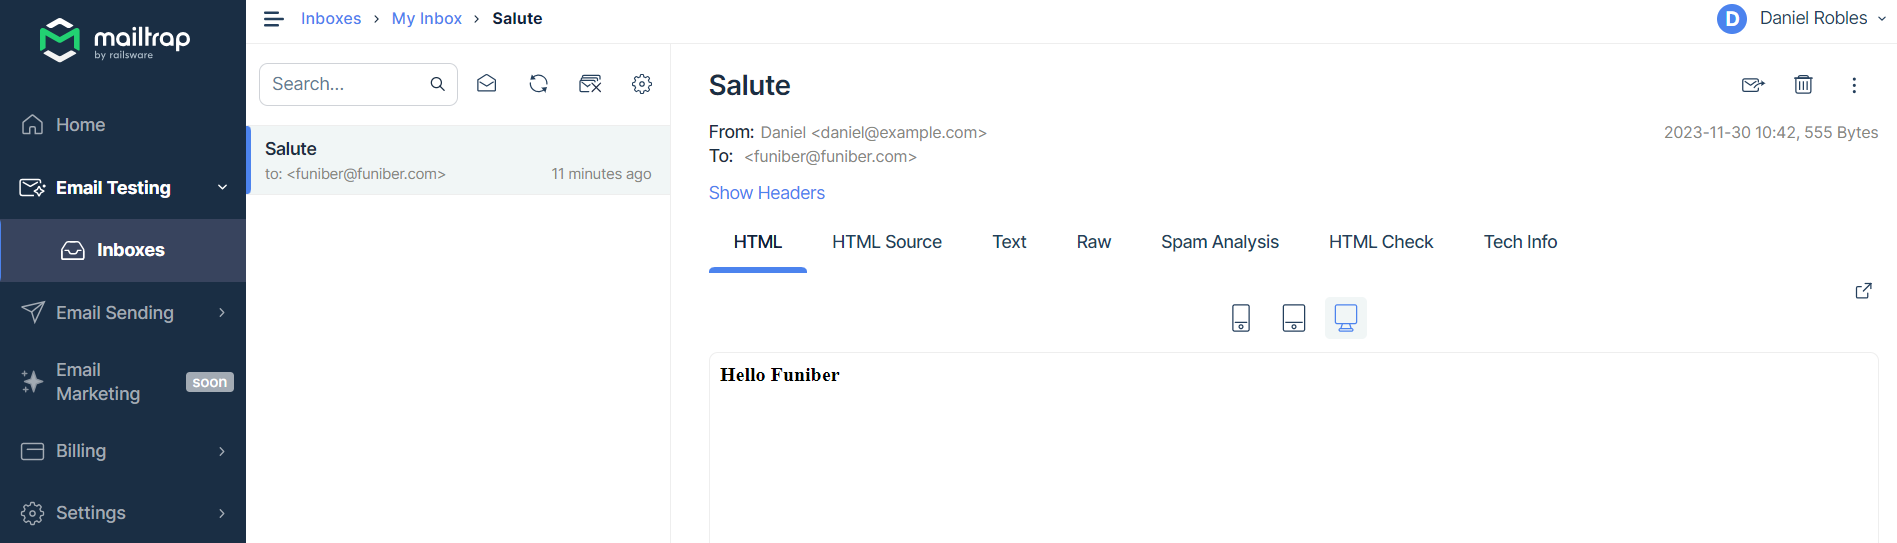 mailtrap
by railsware
Home
Email Testing
Inboxes
Email Sending
Email
Marketing
soon
Billing
Settings
Inboxes › My Inbox › Salute
D Daniel Robles
Search...
Salute
to: <funiber@funiber.com> 11 minutes ago
Salute
From: Daniel <daniel@example.com> 2023-11-30 10:42, 555 Bytes
To: <funiber@funiber.com>
Show Headers
HTML HTML Source Text Raw Spam Analysis HTML Check Tech Info
Hello Funiber